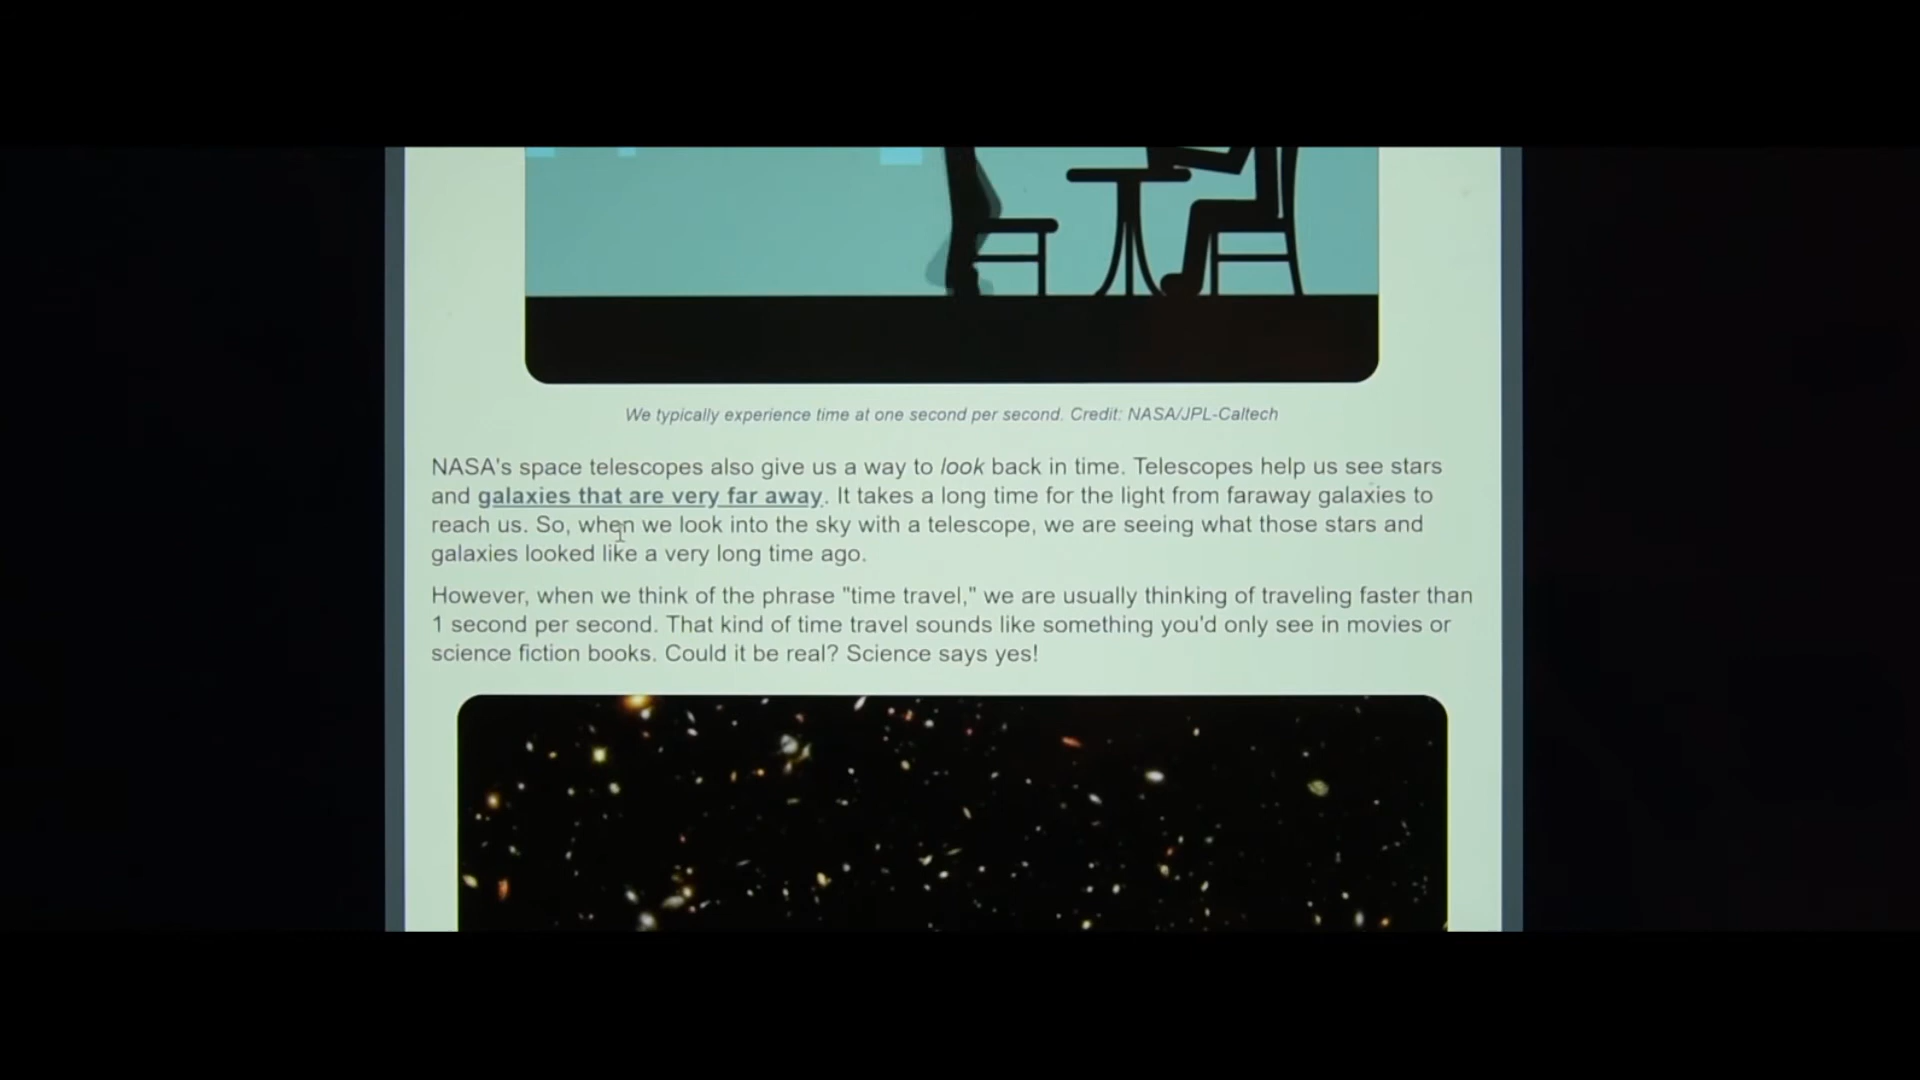 We typically experience time at one second per second. Credit: NASA/JPL-Caltech
NASA's space telescopes also give us a way to look back in time. Telescopes help us see stars
and galaxies that are very far away. It takes a long time for the light from faraway galaxies to
reach us. So, when we look into the sky with a telescope, we are seeing what those stars and
galaxies looked like a very long time ago.
However, when we think of the phrase "time travel," we are usually thinking of traveling faster than
1 second per second. That kind of time travel sounds like something you'd only see in movies or
science fiction books. Could it be real? Science says yes!